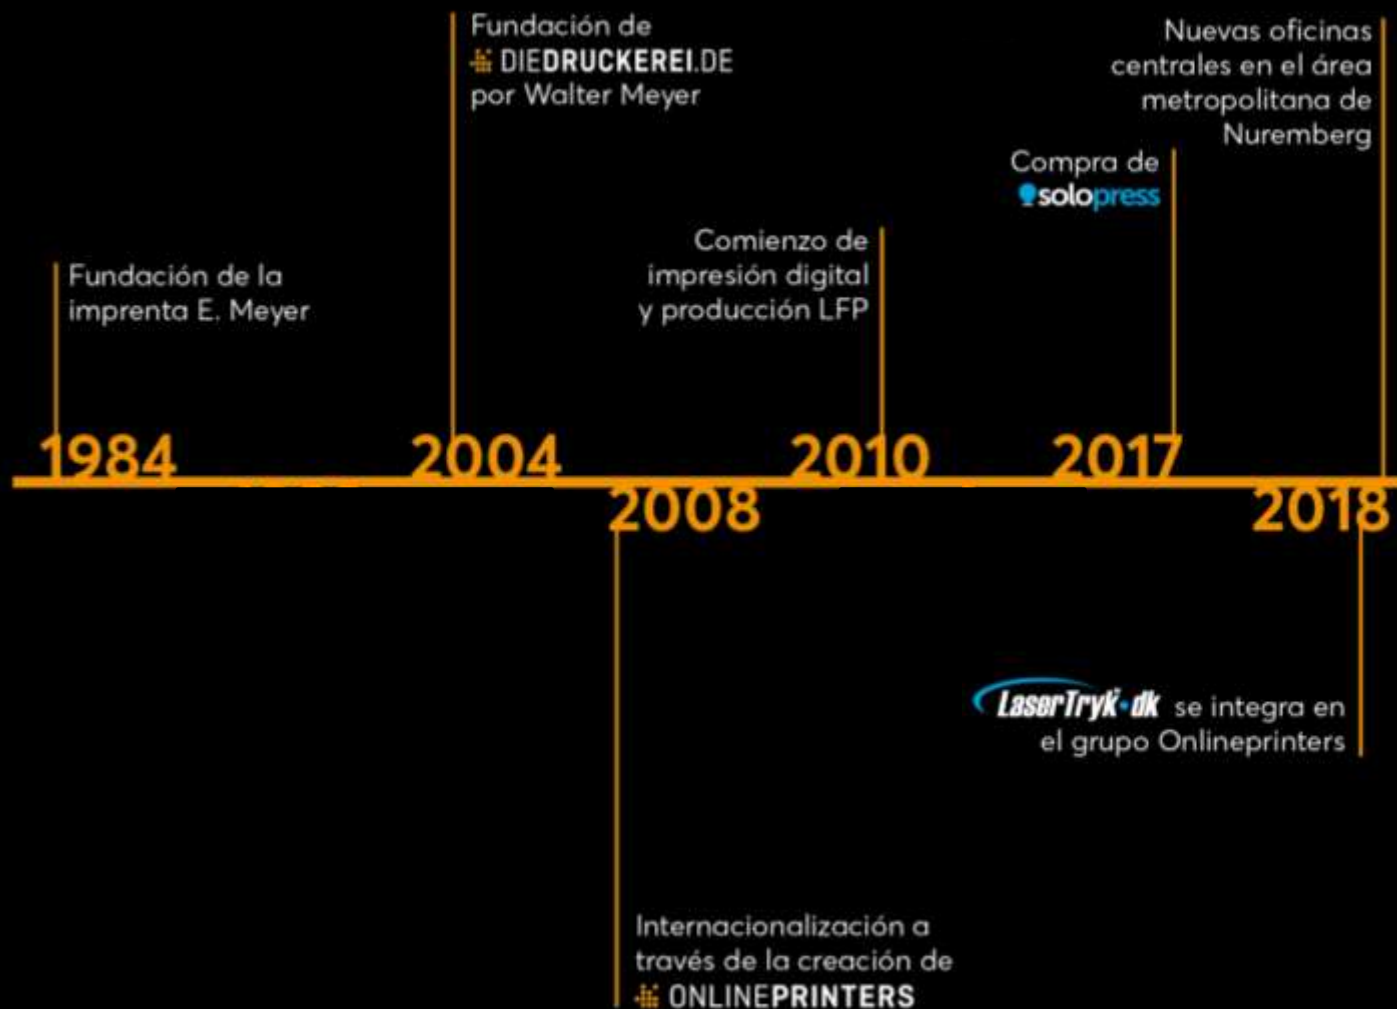 Fundación de
DIEDRUCKEREI.DE
por Walter Meyer
Nuevas oficinas
centrales en el área
metropolitana de
Nuremberg
Compra de
solopress
Comienzo de
impresión digital
y producción LFP
Fundación de la
imprenta E. Meyer
1984
2004
2010
2017
2008
2018
LaserTryk.dk se integra en
el grupo Onlineprinters
Internacionalización a
través de la creación de
ONLINEPRINTERS